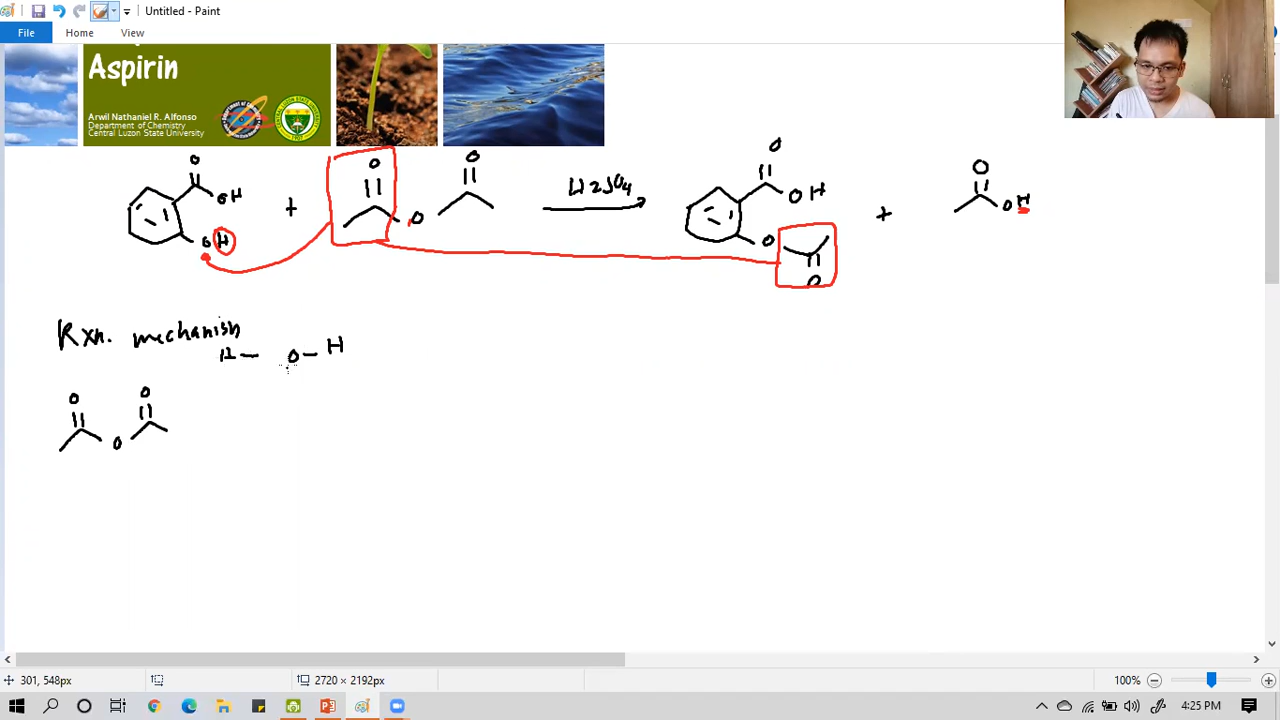 Untitled - Paint
File
Home
View
Aspirin
Arwil Nathaniel R. Alfonso
Department of Chemistry
Central Luzon State University
O
O
O
O
O
OH
+
O
H2SO4
OH
+
OH
OH
O
O
Rxn. mechanism
H—
O—H
O
O
O
301, 548px
2720 × 2192px
100%
4:25 PM